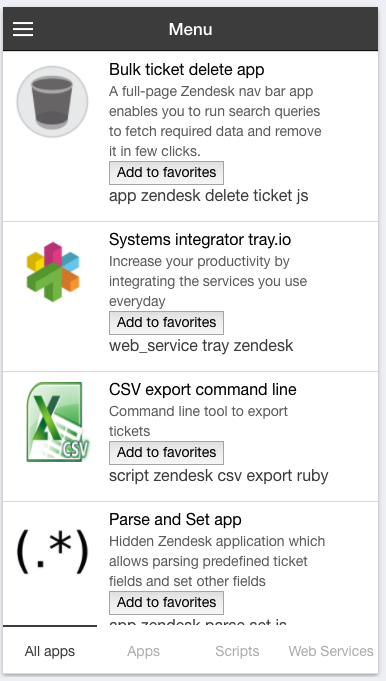 Menu
Bulk ticket delete app
A full-page Zendesk nav bar app
enables you to run search queries
to fetch required data and remove
it in few clicks.
Add to favorites
app zendesk delete ticket js
Systems integrator tray.io
Increase your productivity by
integrating the services you use
everyday
Add to favorites
web_service tray zendesk
X
CSV
CSV export command line
Command line tool to export
tickets
Add to favorites
script zendesk csv export ruby
(.*)
Parse and Set app
Hidden Zendesk application which
allows parsing predefined ticket
fields and set other fields
Add to favorites
app zendesk parse set js
All apps
Apps
Scripts
Web Services